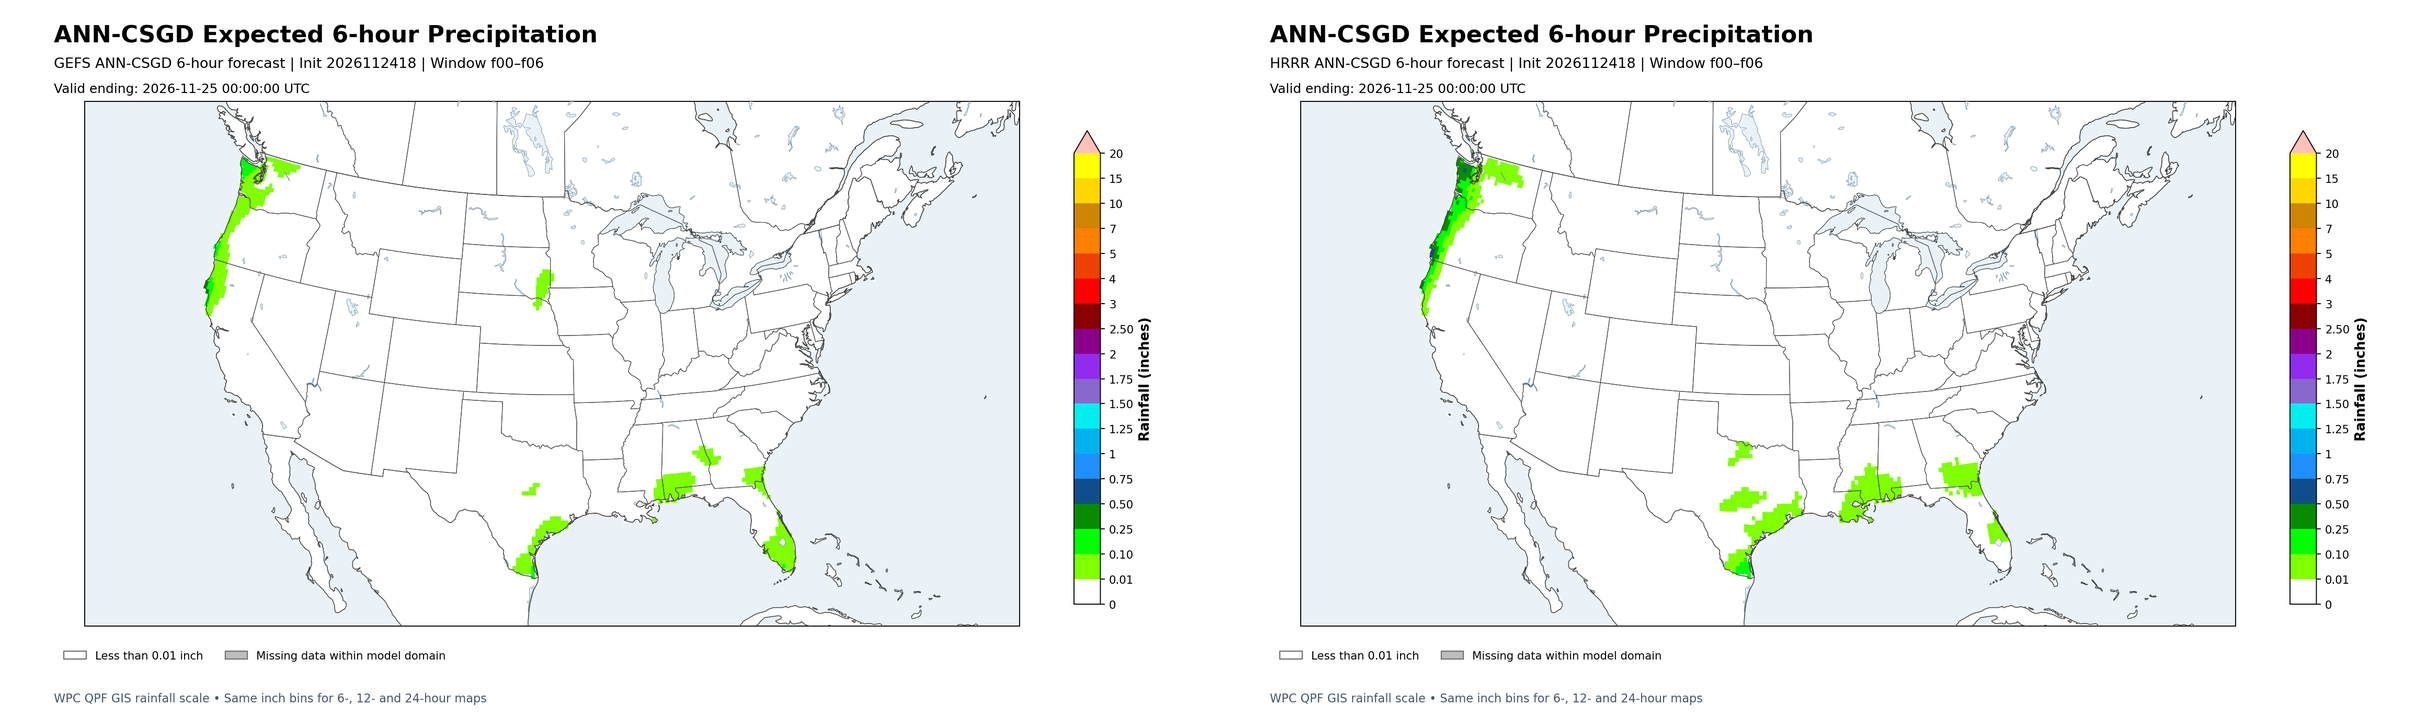 ANN-CSGD Expected 6-hour Precipitation
GEFS ANN-CSGD 6-hour forecast | Init 2026112418 | Window f00–f06
Valid ending: 2026-11-25 00:00:00 UTC
20
15
10
7
5
4
3
2.50
2
1.75
1.50
1.25
1
0.75
0.50
0.25
0.10
0.01
0
Rainfall (inches)
Less than 0.01 inch
Missing data within model domain
WPC QPF GIS rainfall scale • Same inch bins for 6-, 12- and 24-hour maps
ANN-CSGD Expected 6-hour Precipitation
HRRR ANN-CSGD 6-hour forecast | Init 2026112418 | Window f00–f06
Valid ending: 2026-11-25 00:00:00 UTC
20
15
10
7
5
4
3
2.50
2
1.75
1.50
1.25
1
0.75
0.50
0.25
0.10
0.01
0
Rainfall (inches)
Less than 0.01 inch
Missing data within model domain
WPC QPF GIS rainfall scale • Same inch bins for 6-, 12- and 24-hour maps